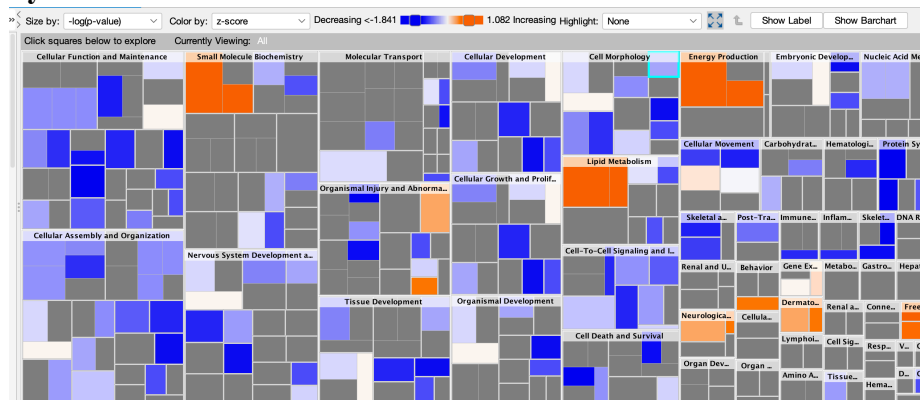 »
Size by: -log(p-value) Color by: z-score Decreasing <-1.841 1.082 Increasing Highlight: None Show Label Show Barchart
Click squares below to explore Currently Viewing: All
Cellular Function and Maintenance Small Molecule Biochemistry Molecular Transport Cellular Development Cell Morphology Energy Production Embryonic Develop... Nucleic Acid Me
Cellular Movement Carbohydrat... Hematologi... Protein Sy
Lipid Metabolism
Cellular Growth and Prolif...
Organismal Injury and Abnorma...
Skeletal a... Post-Tra... Immune... Inflam... Skelet... DNA R
Cellular Assembly and Organization
Nervous System Development a... Cell-To-Cell Signaling and I...
Renal and U... Behavior Gene Ex... Metabo... Gastro... Hepa
Tissue Development Organismal Development Dermato... Renal a... Conne... Free
Neurologica... Cellula...
Cell Death and Survival Lymphoi... Cell Sig... Resp... V...
Organ Dev... Organ ... Amino A... Tissue... D...
Hema...